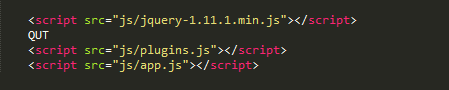 <script src="js/jquery-1.11.1.min.js"></script>
QUT
<script src="js/plugins.js"></script>
<script src="js/app.js"></script>